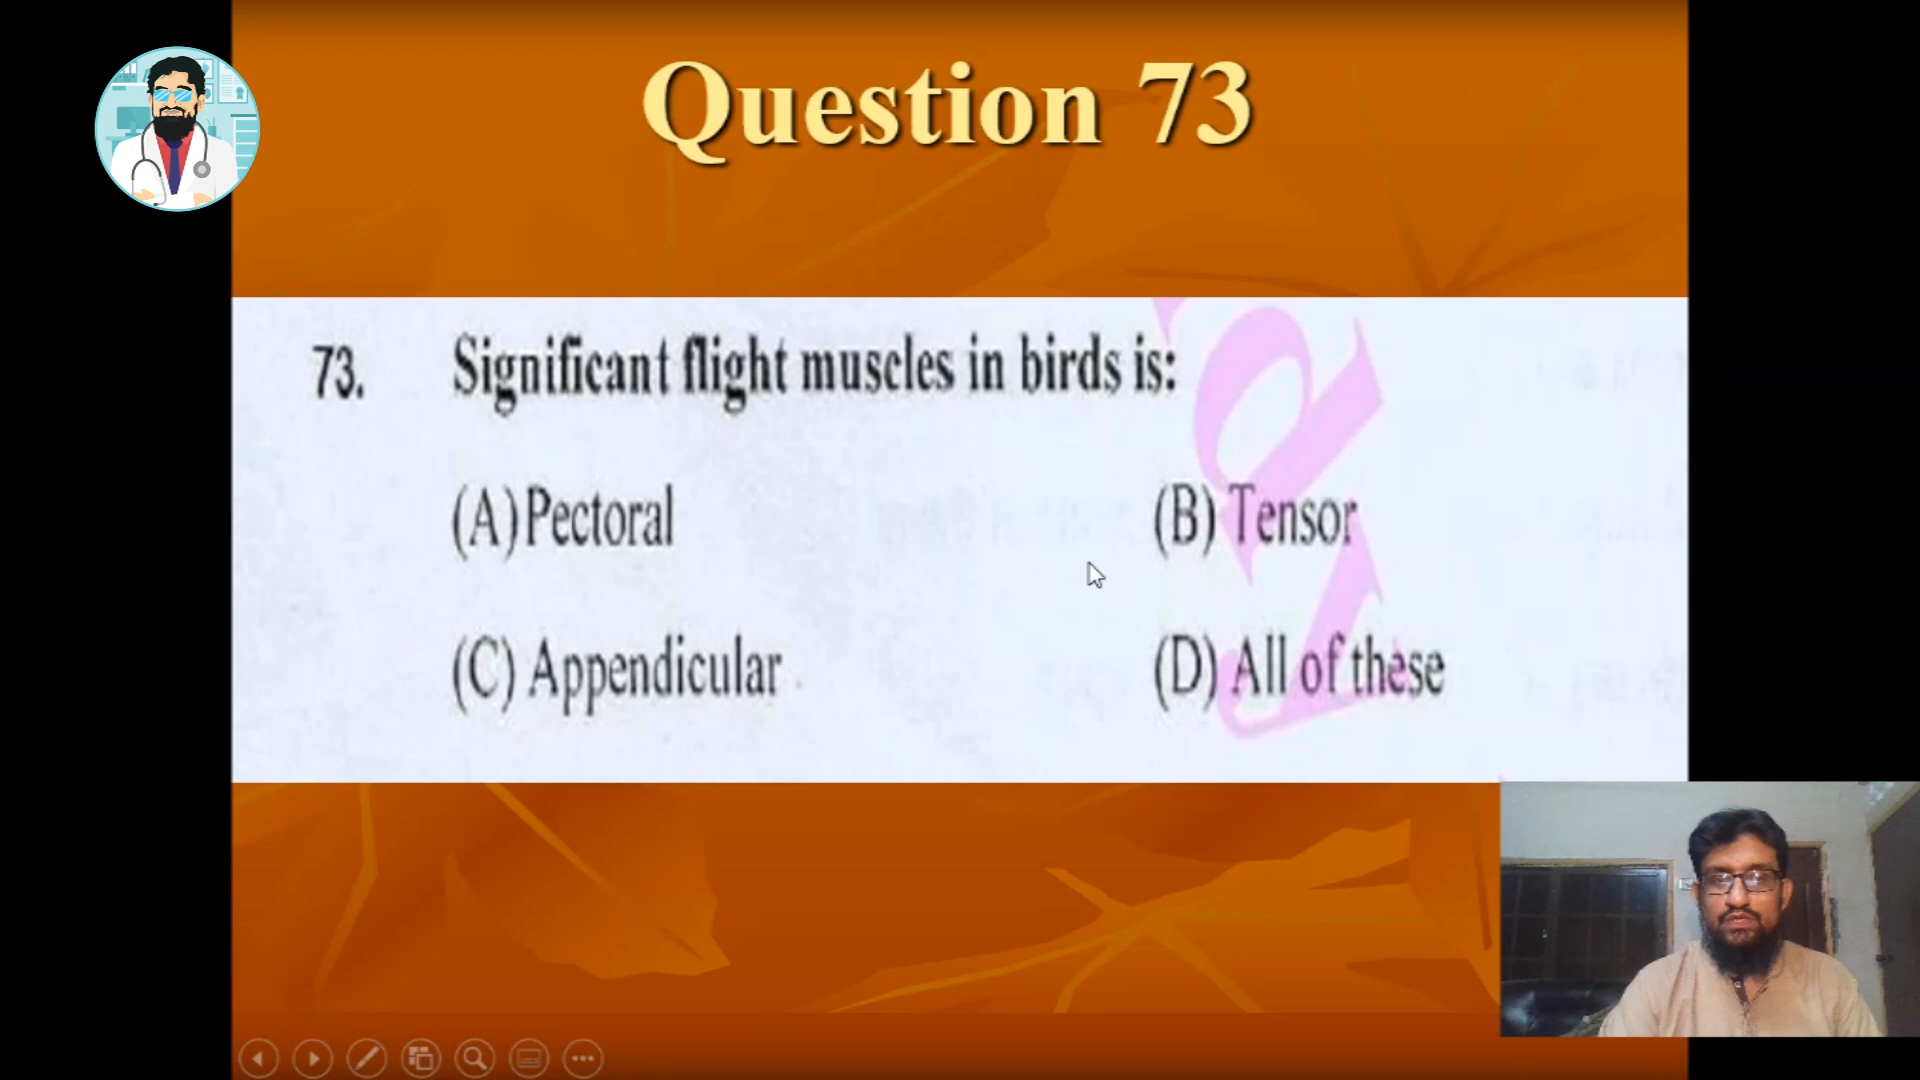 Question 73
73. Significant flight muscles in birds is:
(A) Pectoral (B) Tensor
(C) Appendicular (D) All of these